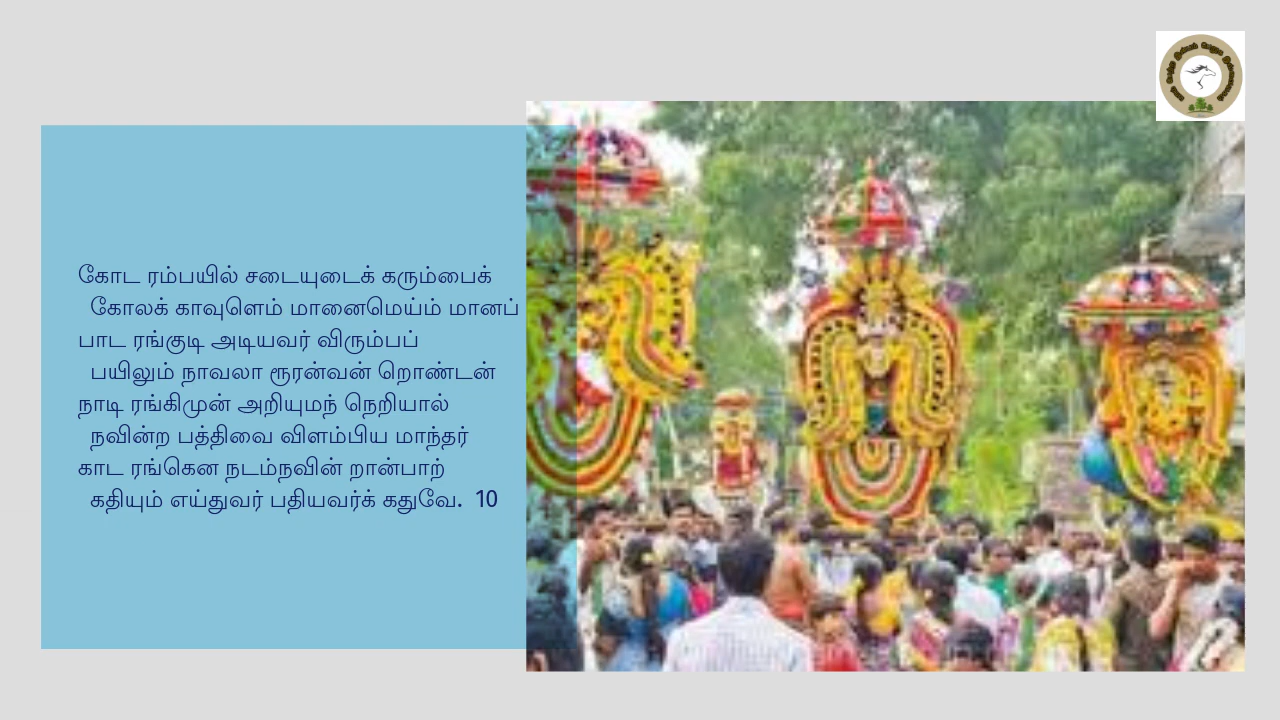 கோட ரம்பயில் சடையுடைக் கரும்பைக்
கோலக் காவுளெம் மானைமெய்ம் மானப்
பாட ரங்குடி அடியவர் விரும்பப்
பயிலும் நாவலா ரூரன்வன் றொண்டன்
நாடி ரங்கிமுன் அறியுமந் நெறியால்
நவின்ற பத்திவை விளம்பிய மாந்தர்
காட ரங்கென நடம்நவின் றான்பாற்
கதியும் எய்துவர் பதியவர்க் கதுவே. 10